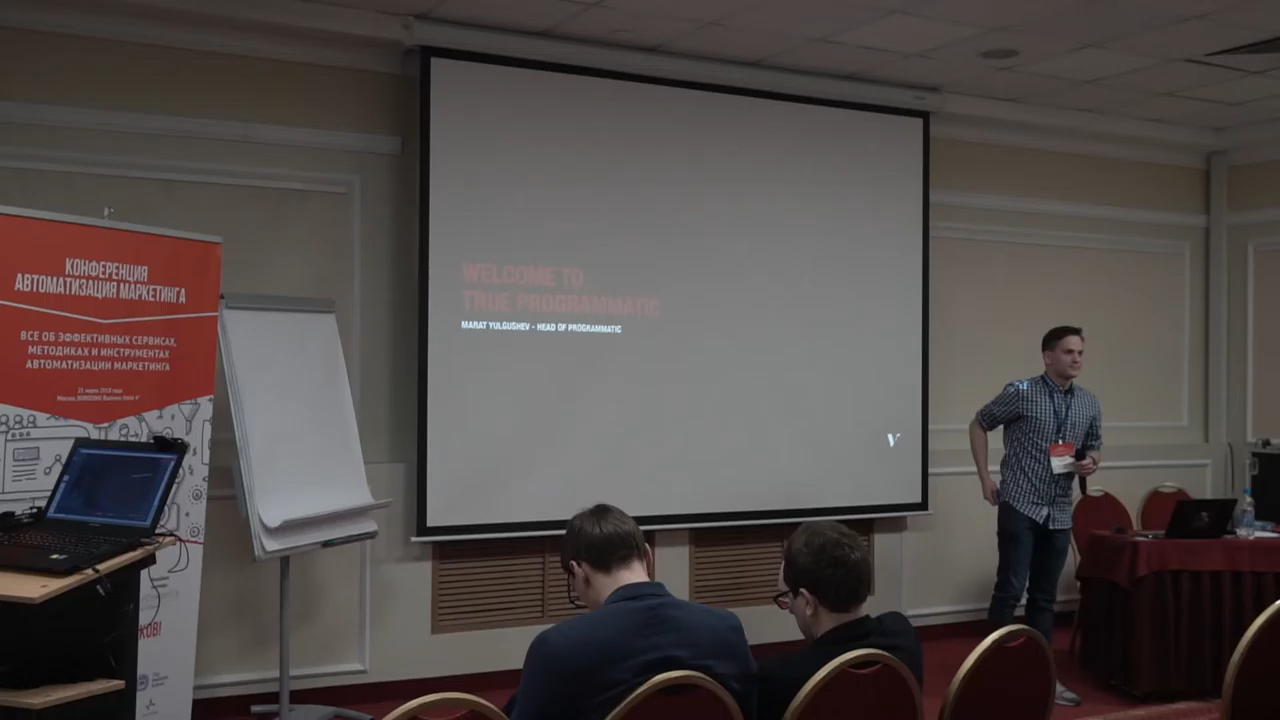 КОНФЕРЕНЦИЯ
АВТОМАТИЗАЦИЯ МАРКЕТИНГА
ВСЕ ОБ ЭФФЕКТИВНЫХ СЕРВИСАХ,
МЕТОДИКАХ И ИНСТРУМЕНТАХ
АВТОМАТИЗАЦИИ МАРКЕТИНГА
WELCOME TO
TRUE PROGRAMMATIC
MARAT YULGUSHEV - HEAD OF PROGRAMMATIC
V